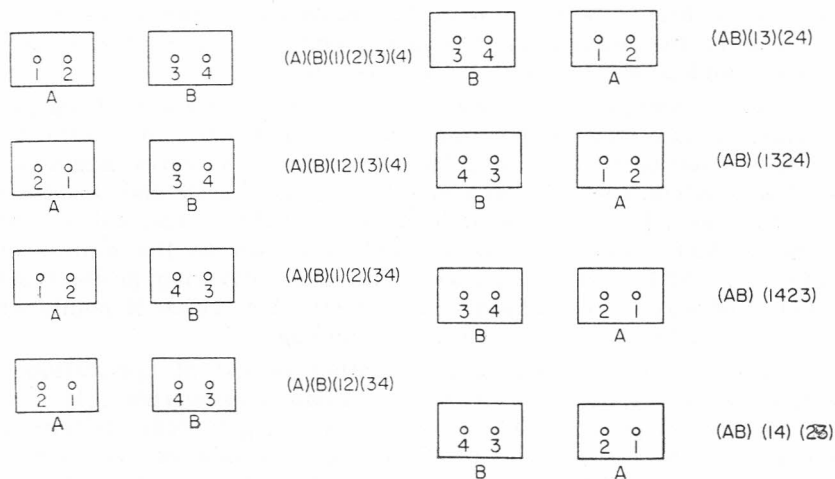 1 2
A
3 4
B
(A)(B)(1)(2)(3)(4)
2 1
A
3 4
B
(A)(B)(12)(3)(4)
1 2
A
4 3
B
(A)(B)(1)(2)(34)
2 1
A
4 3
B
(A)(B)(12)(34)
3 4
B
1 2
A
(AB)(13)(24)
4 3
B
1 2
A
(AB) (1324)
3 4
B
2 1
A
(AB) (1423)
4 3
B
2 1
A
(AB) (14) (23)